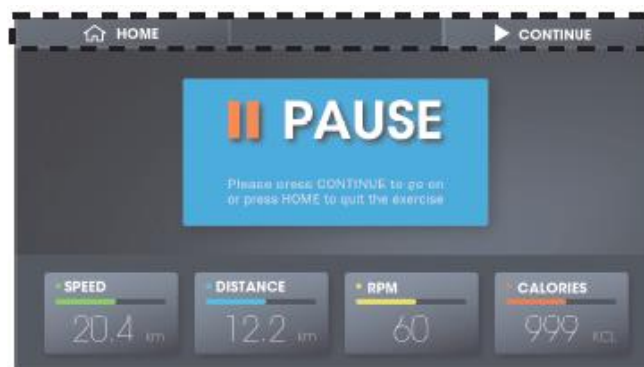 HOME
CONTINUE
PAUSE
Please press CONTINUE to go on
or press HOME to quit the exercise
SPEED
DISTANCE
RPM
CALORIES
20.4 km
12.2 km
60
999 KCL